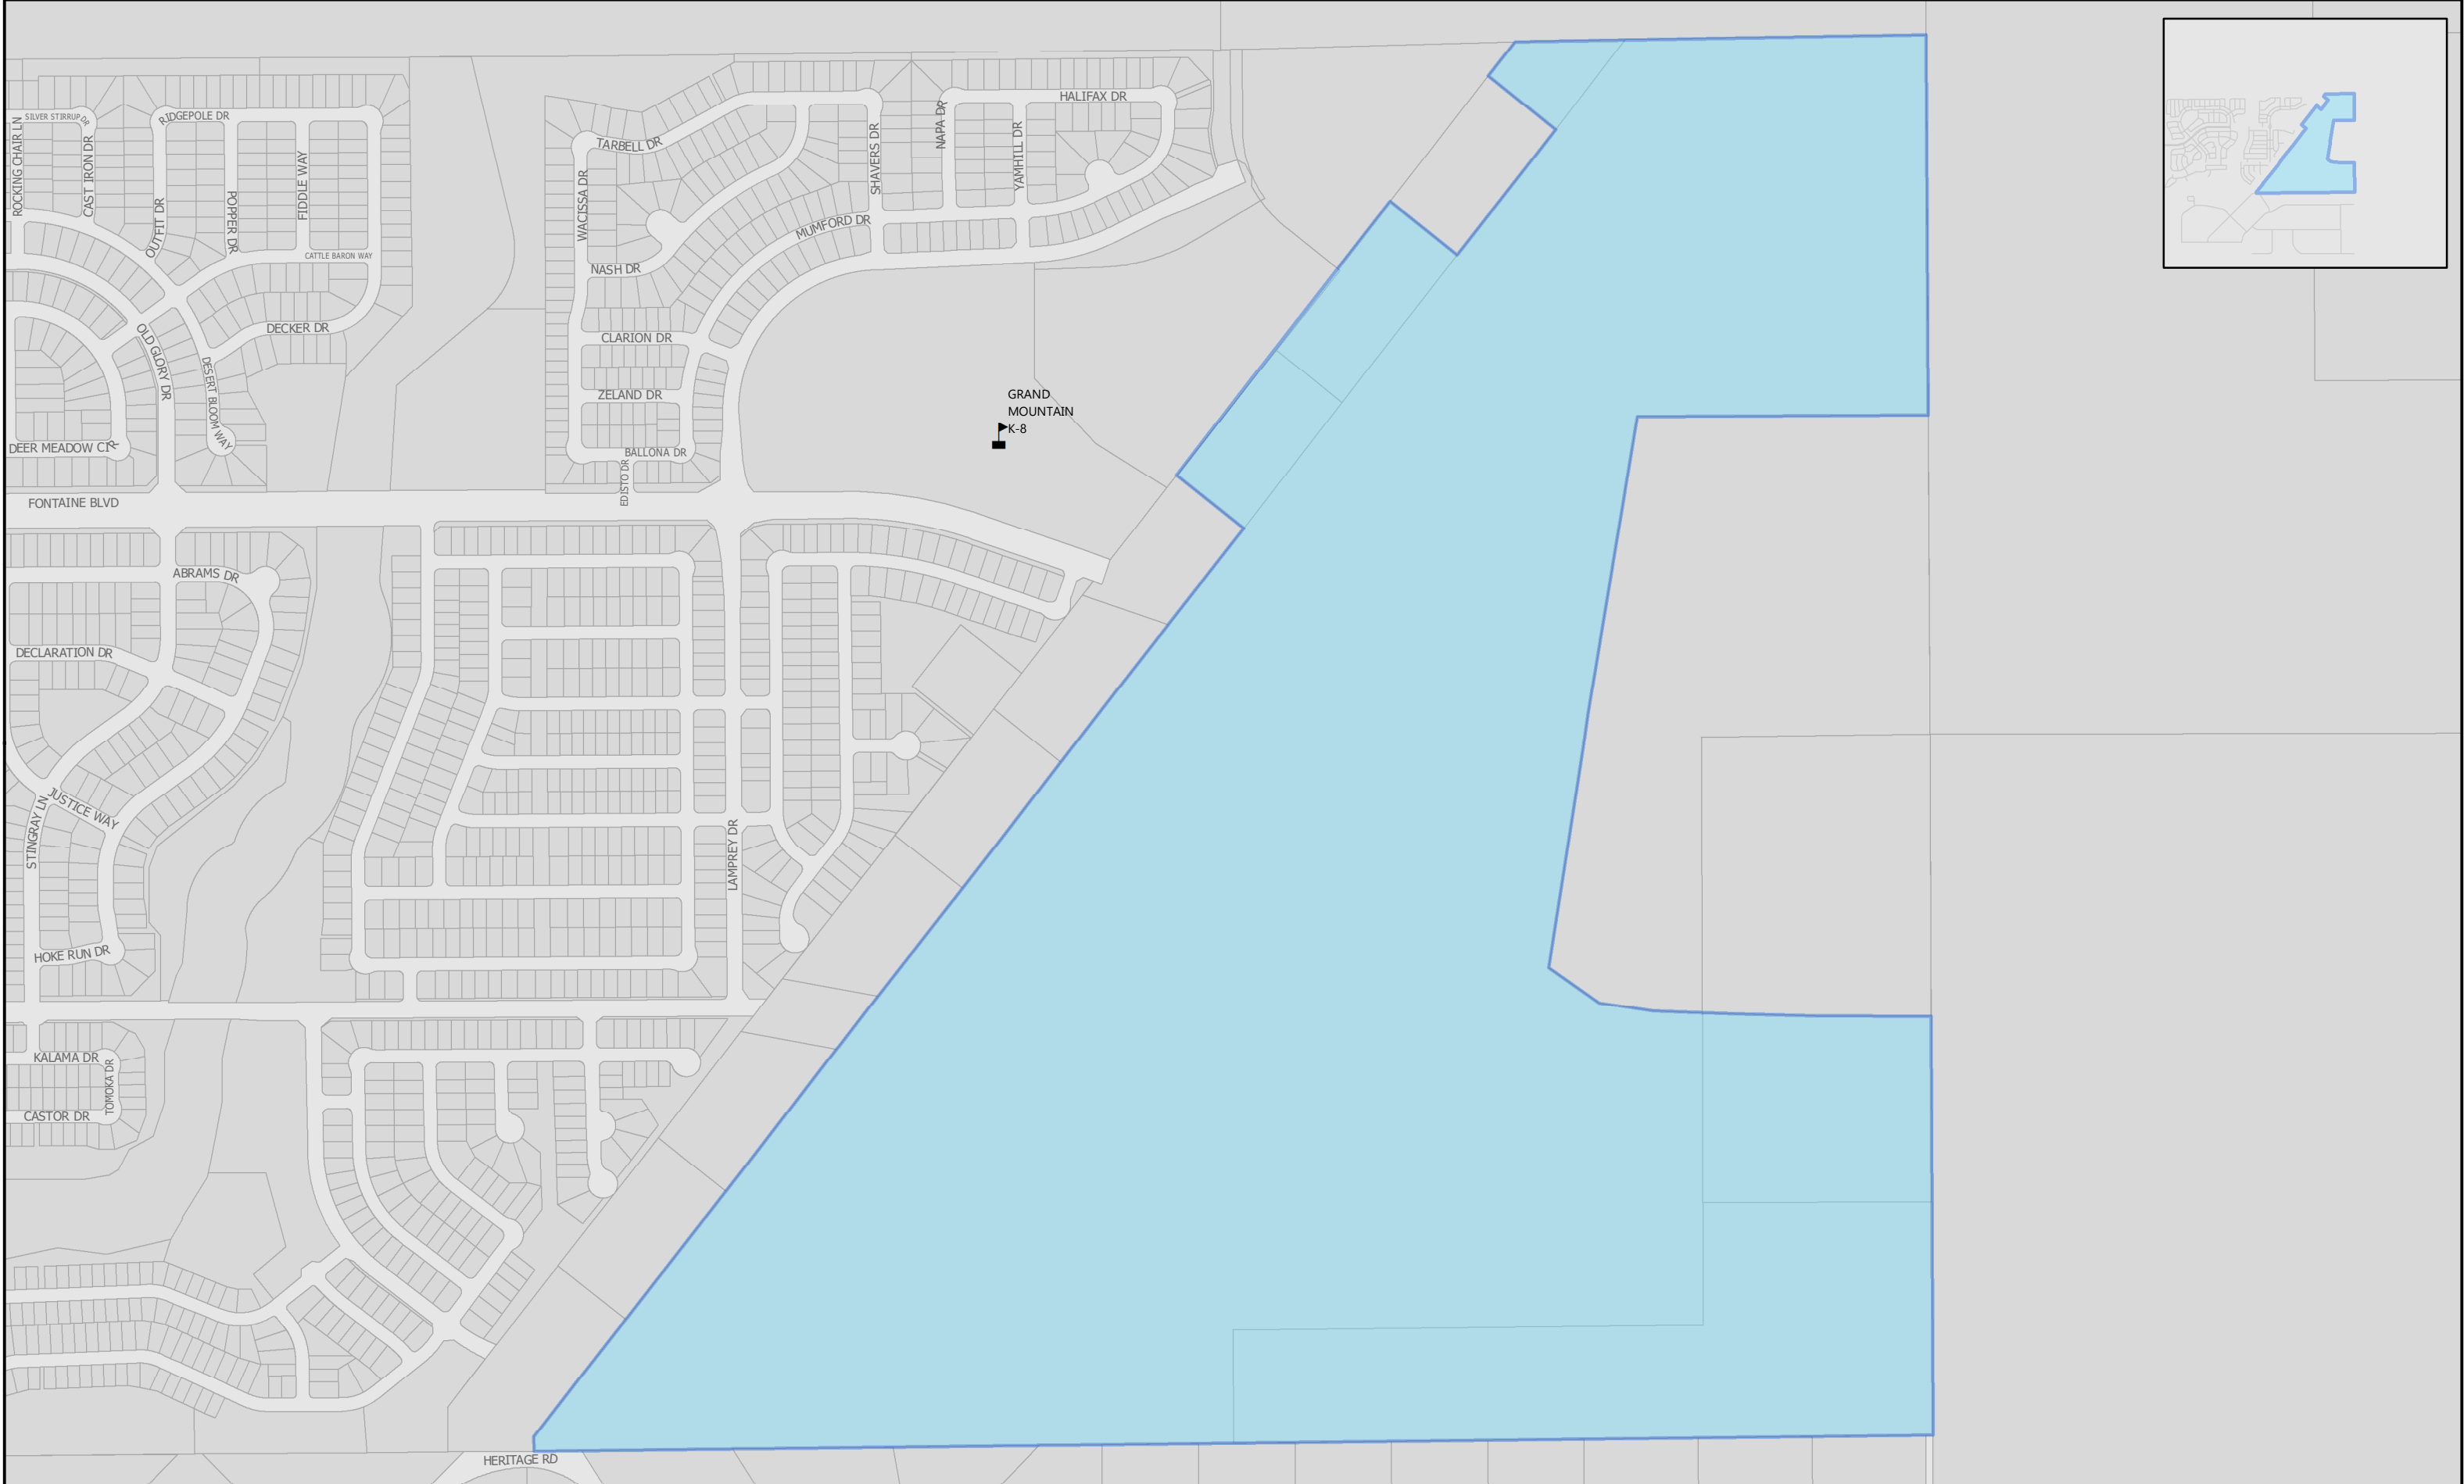 HALIFAX DR
SILVER STIRRUP DR
RIDGEPOLE DR
ROCKING CHAIR LN
CAST IRON DR
OUTFIT DR
POPPER DR
FIDDLE WAY
TARBELL DR
WACISSA DR
SHAVERS DR
NAPA DR
YAMHILL DR
MUMFORD DR
CATTLE BARON WAY
NASH DR
DECKER DR
OLD GLORY DR
DESERT BLOOM WAY
CLARION DR
ZELAND DR
GRAND
MOUNTAIN
K-8
DEER MEADOW CIR
BALLONA DR
EDISTO DR
FONTAINE BLVD
ABRAMS DR
DECLARATION DR
JUSTICE WAY
STINGRAY LN
LAMPREY DR
HOKE RUN DR
KALAMA DR
TOMOKA DR
CASTOR DR
HERITAGE RD